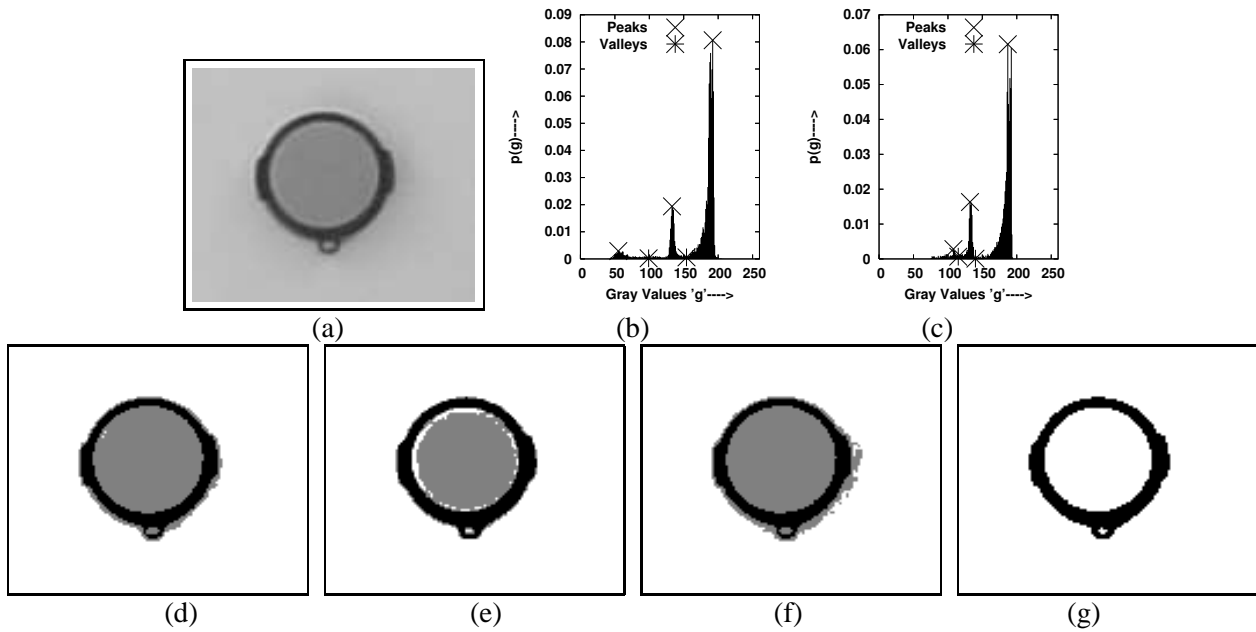 0.09
0.08
0.07
0.06
0.05
0.04
0.03
0.02
0.01
0
p(g)---->
Peaks
Valleys
0 50 100 150 200 250
Gray Values 'g'---->
0.07
0.06
0.05
0.04
0.03
0.02
0.01
0
p(g)---->
Peaks
Valleys
0 50 100 150 200 250
Gray Values 'g'---->
(a)
(b)
(c)
(d)
(e)
(f)
(g)